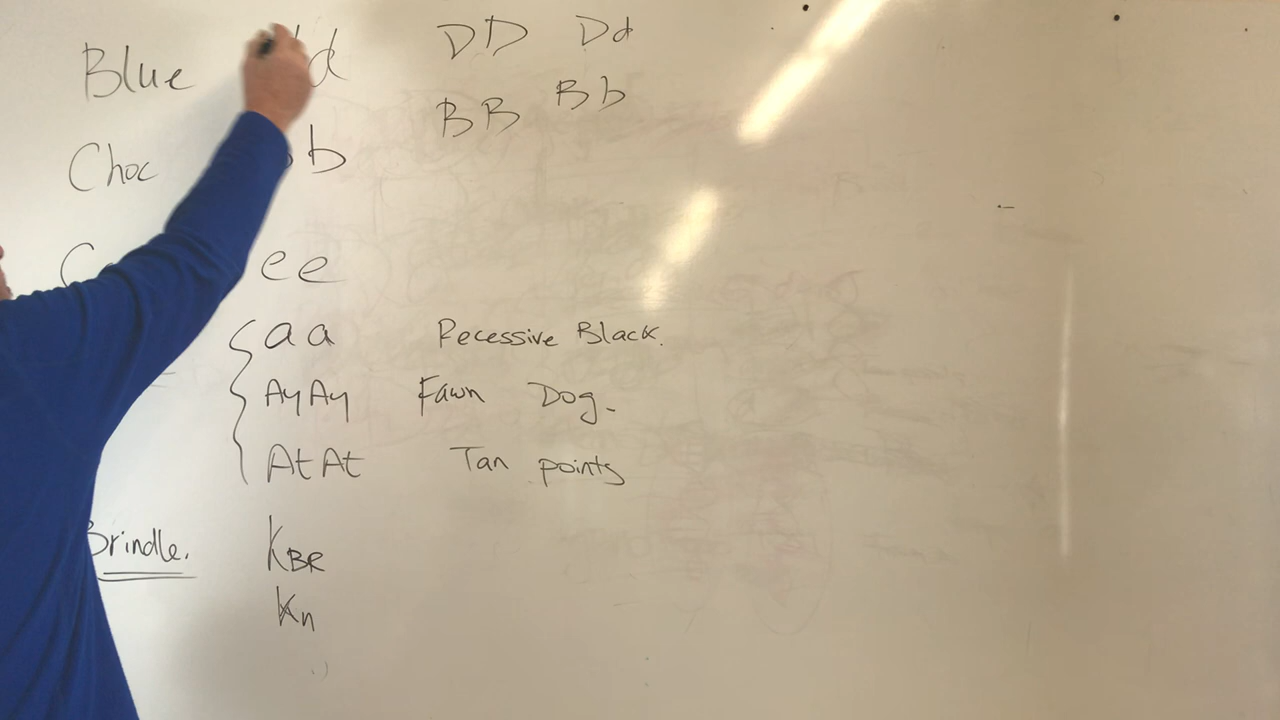 Blue d DD Dd
Choc b BB Bb
ee
aa Recessive Black.
AyAy Fawn Dog-
AtAt Tan points
Brindle. KBR
Kn